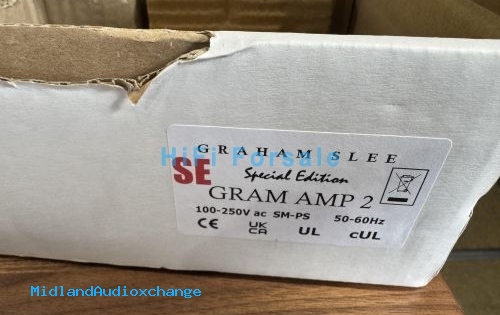 HiFi Forsale
GRAHAM SLEE
SE Special Edition
GRAM AMP 2
100-250V ac SM-PS 50-60Hz
CE UK CA UL cUL
MidlandAudioxchange